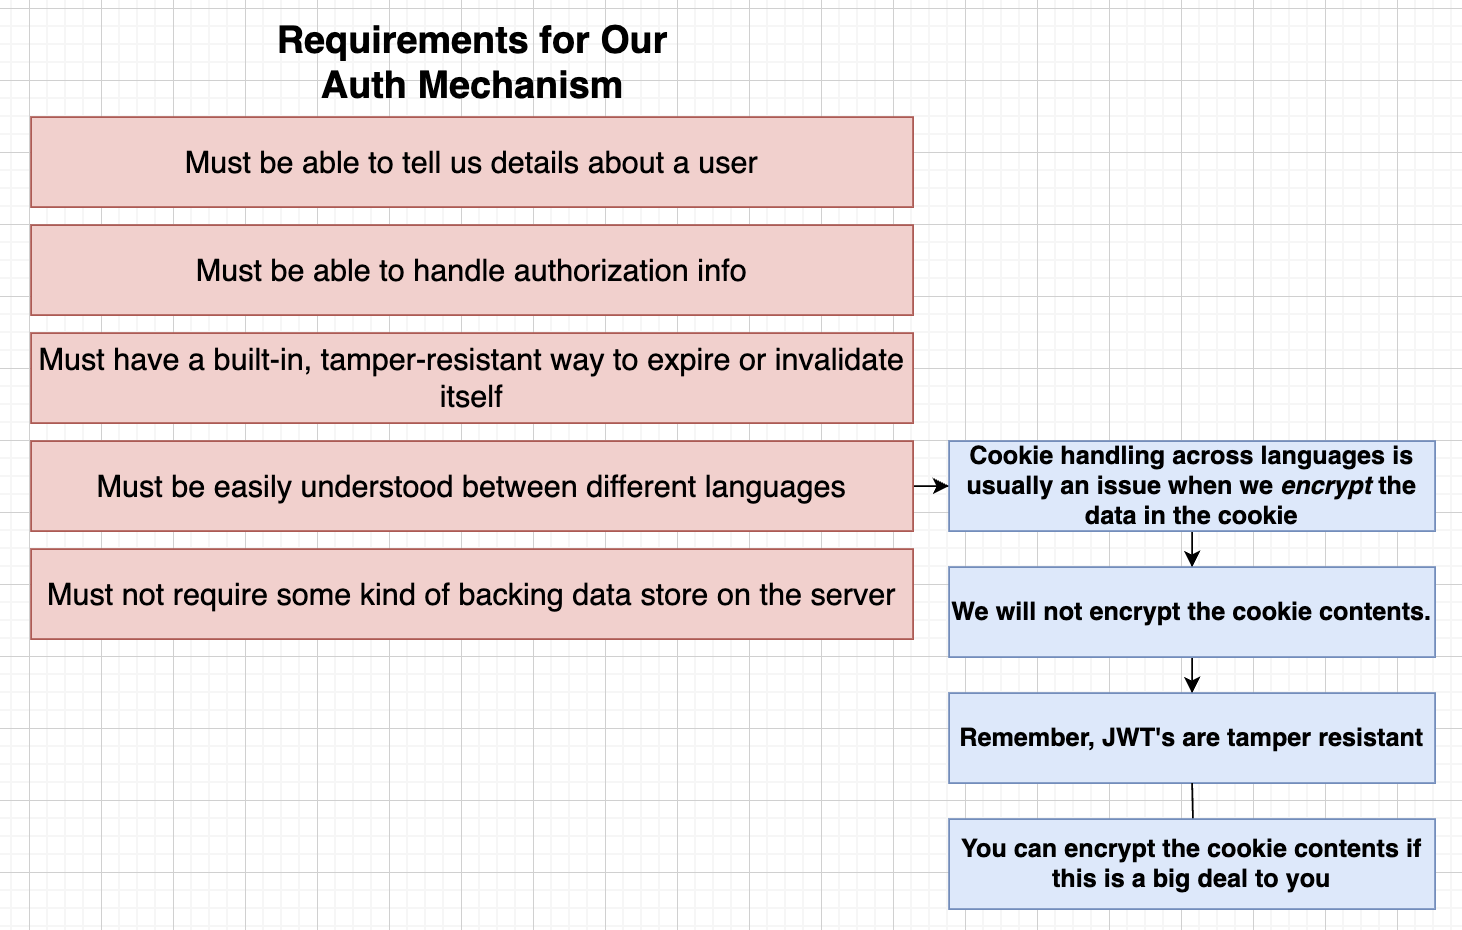 Requirements for Our
Auth Mechanism
Must be able to tell us details about a user
Must be able to handle authorization info
Must have a built-in, tamper-resistant way to expire or invalidate
itself
Must be easily understood between different languages
Must not require some kind of backing data store on the server
Cookie handling across languages is
usually an issue when we encrypt the
data in the cookie
We will not encrypt the cookie contents.
Remember, JWT's are tamper resistant
You can encrypt the cookie contents if
this is a big deal to you